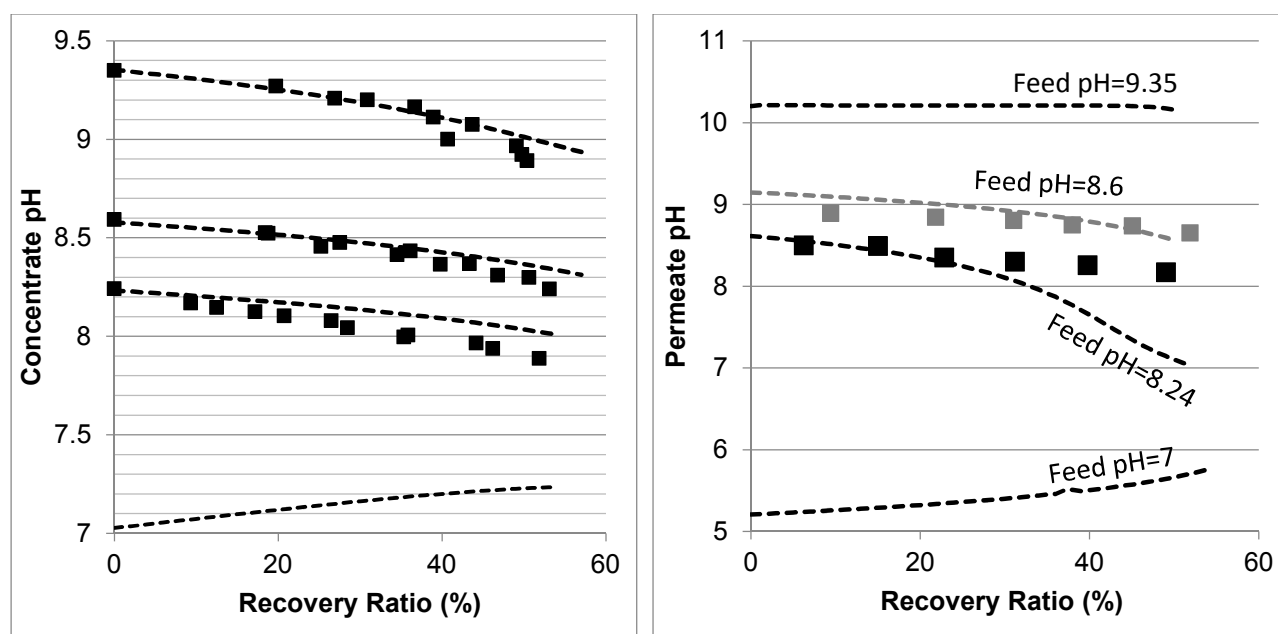 9.5
9
8.5
8
7.5
7
0
20
40
60
Concentrate pH
Recovery Ratio (%)
11
10
9
8
7
6
5
0
20
40
60
Permeate pH
Recovery Ratio (%)
Feed pH=9.35
Feed pH=8.6
Feed pH=8.24
Feed pH=7